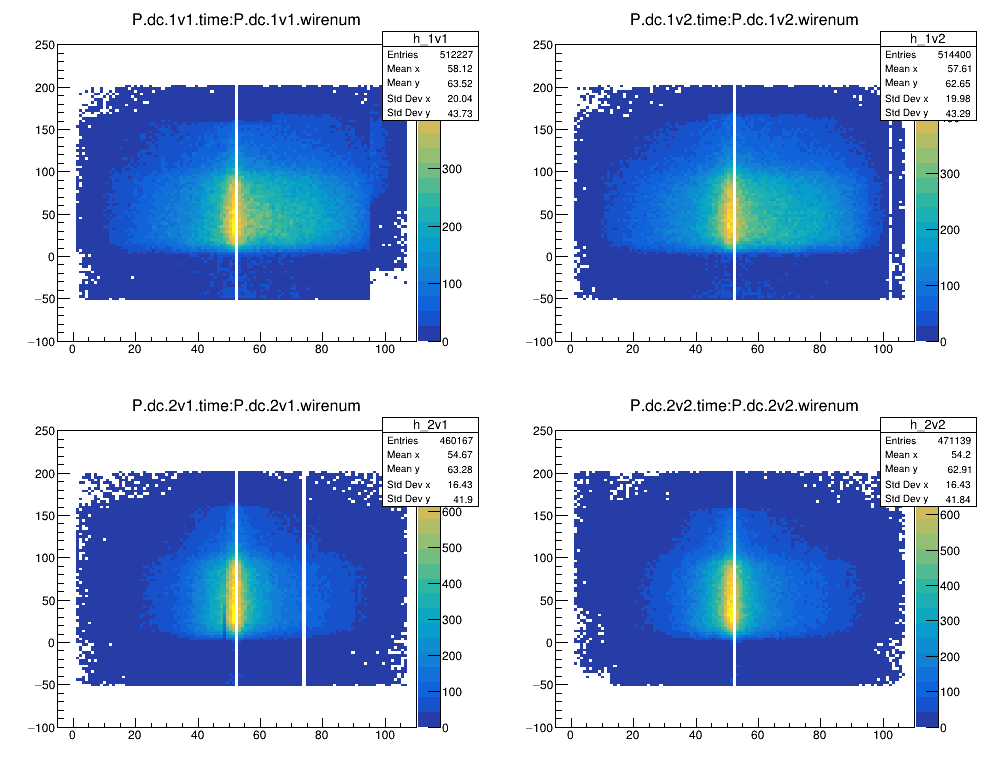 P.dc.1v1.time:P.dc.1v1.wirenum
h_1v1
Entries 512227
Mean x 58.12
Mean y 63.52
Std Dev x 20.04
Std Dev y 43.73
250
200
150
100
50
0
−50
−100
0 20 40 60 80 100
300
200
100
0
P.dc.1v2.time:P.dc.1v2.wirenum
h_1v2
Entries 514400
Mean x 57.61
Mean y 62.65
Std Dev x 19.98
Std Dev y 43.29
250
200
150
100
50
0
−50
−100
0 20 40 60 80 100
300
200
100
0
P.dc.2v1.time:P.dc.2v1.wirenum
h_2v1
Entries 460167
Mean x 54.67
Mean y 63.28
Std Dev x 16.43
Std Dev y 41.9
250
200
150
100
50
0
−50
−100
0 20 40 60 80 100
600
500
400
300
200
100
0
P.dc.2v2.time:P.dc.2v2.wirenum
h_2v2
Entries 471139
Mean x 54.2
Mean y 62.91
Std Dev x 16.43
Std Dev y 41.84
250
200
150
100
50
0
−50
−100
0 20 40 60 80 100
600
500
400
300
200
100
0